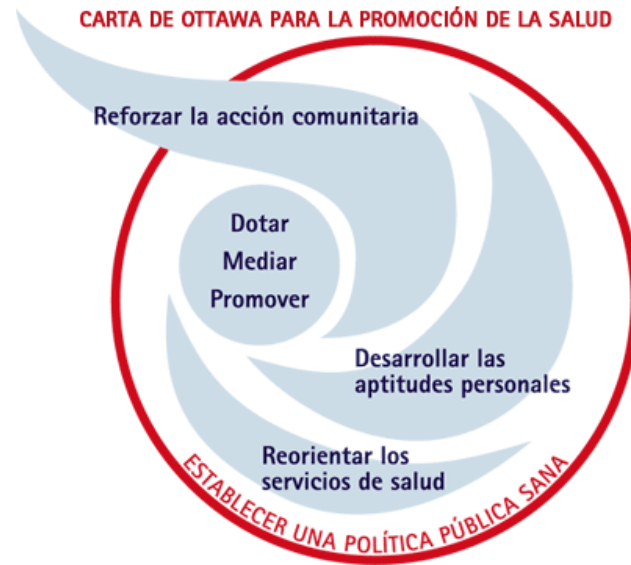 CARTA DE OTTAWA PARA LA PROMOCIÓN DE LA SALUD
Reforzar la acción comunitaria
Dotar
Mediar
Promover
Desarrollar las
aptitudes personales
Reorientar los
servicios de salud
ESTABLECER UNA POLÍTICA PÚBLICA SANA